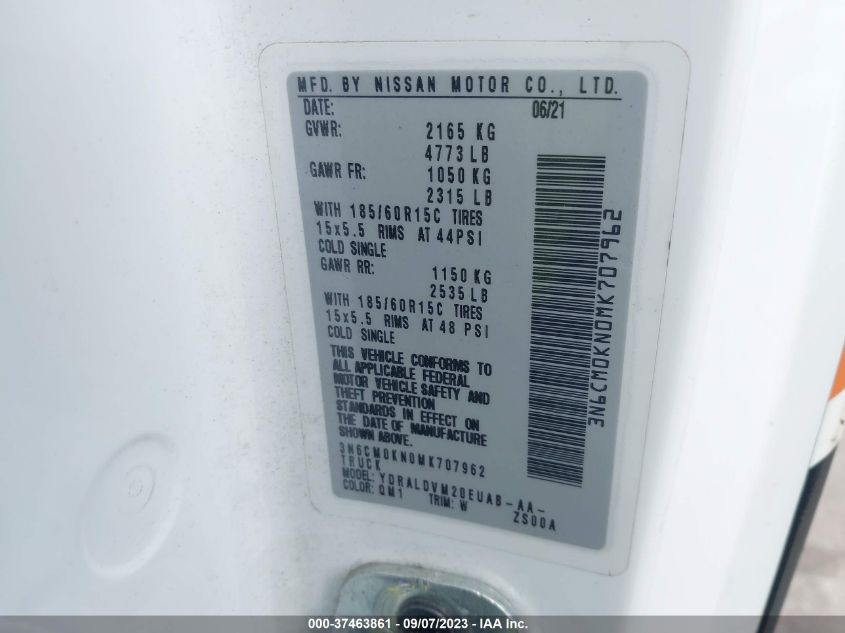 MFD. BY NISSAN MOTOR CO., LTD.
DATE: 06/21
GVWR: 2165 KG
4773 LB
GAWR FR: 1050 KG
2315 LB
WITH 185/60R15C TIRES
15x5.5 RIMS AT 44PSI
COLD SINGLE
GAWR RR: 1150 KG
2535 LB
WITH 185/60R15C TIRES
15x5.5 RIMS AT 48 PSI
COLD SINGLE
THIS VEHICLE CONFORMS TO
ALL APPLICABLE FEDERAL
MOTOR VEHICLE SAFETY AND
THEFT PREVENTION
STANDARDS IN EFFECT ON
THE DATE OF MANUFACTURE
SHOWN ABOVE.
3N6CM0KN0MK707962
TRUCK
MODEL: YDRALDVM20EUAB-AA-
COLOR: QM1 TRIM: W ZS00A
3N6CM0KN0MK707962
000-37463861 - 09/07/2023 - IAA Inc.